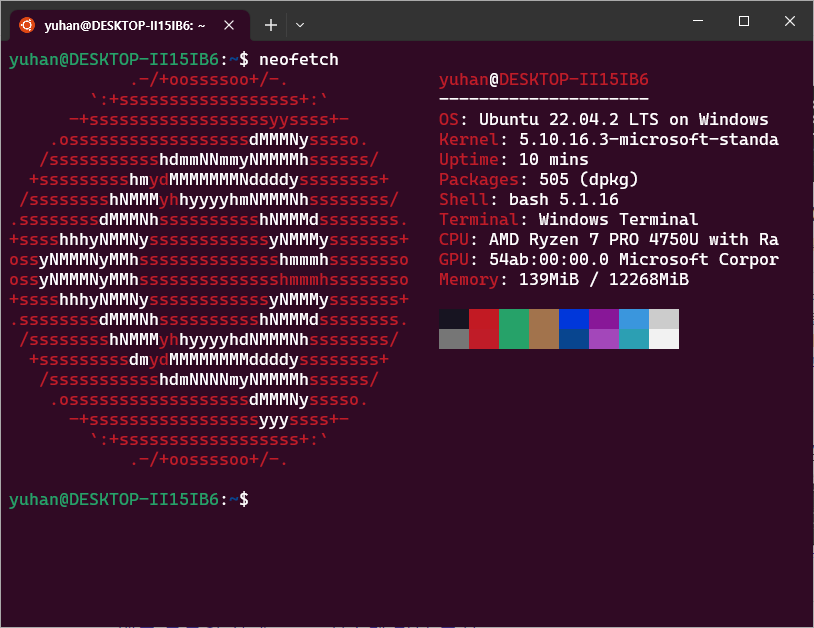 yuhan@DESKTOP-II15IB6: ~
yuhan@DESKTOP-II15IB6:~$ neofetch
            .-/+oossssoo+/-.               yuhan@DESKTOP-II15IB6
        `:+ssssssssssssssssss+:`           ---------------------
      -+ssssssssssssssssssyyssss+-         OS: Ubuntu 22.04.2 LTS on Windows
    .ossssssssssssssssssdMMMNysssso.       Kernel: 5.10.16.3-microsoft-standa
   /ssssssssssshdmmNNmmyNMMMMhssssss/      Uptime: 10 mins
  +ssssssssshmydMMMMMMMNddddyssssssss+     Packages: 505 (dpkg)
 /sssssssshNMMMyhhyyyyhmNMMMNhssssssss/    Shell: bash 5.1.16
.ssssssssdMMMNhsssssssssshNMMMdssssssss.   Terminal: Windows Terminal
+sssshhhyNMMNyssssssssssssyNMMMysssssss+   CPU: AMD Ryzen 7 PRO 4750U with Ra
ossyNMMMNyMMhsssssssssssssshmmmhssssssso   GPU: 54ab:00:00.0 Microsoft Corpor
ossyNMMMNyMMhsssssssssssssshmmmhssssssso   Memory: 139MiB / 12268MiB
+sssshhhyNMMNyssssssssssssyNMMMysssssss+
.ssssssssdMMMNhsssssssssshNMMMdssssssss.
 /sssssssshNMMMyhhyyyyhdNMMMNhssssssss/
  +sssssssssdmydMMMMMMMMddddyssssssss+
   /ssssssssssshdmNNNNmyNMMMMhssssss/
    .ossssssssssssssssssdMMMNysssso.
      -+sssssssssssssssssyyyssss+-
        `:+ssssssssssssssssss+:`
            .-/+oossssoo+/-.
yuhan@DESKTOP-II15IB6:~$